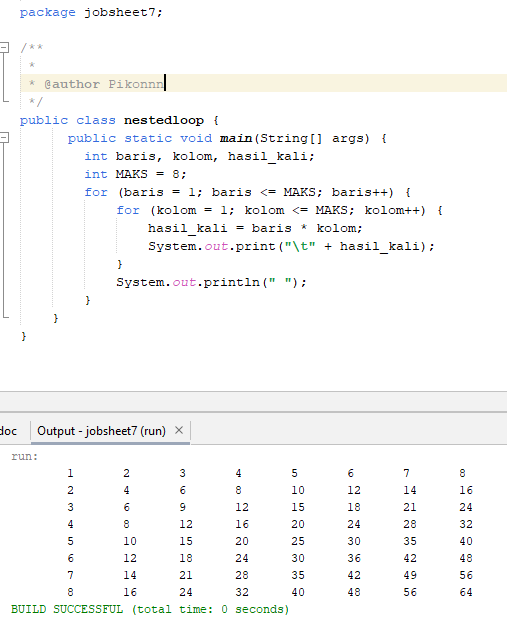 package jobsheet7;
/**
*
* @author Pikonnn
*/
public class nestedloop {
public static void main(String[] args) {
int baris, kolom, hasil_kali;
int MAKS = 8;
for (baris = 1; baris <= MAKS; baris++) {
for (kolom = 1; kolom <= MAKS; kolom++) {
hasil_kali = baris * kolom;
System.out.print("\t" + hasil_kali);
}
System.out.println(" ");
}
}
}
doc Output - jobsheet7 (run) ×
run:
1 2 3 4 5 6 7 8
2 4 6 8 10 12 14 16
3 6 9 12 15 18 21 24
4 8 12 16 20 24 28 32
5 10 15 20 25 30 35 40
6 12 18 24 30 36 42 48
7 14 21 28 35 42 49 56
8 16 24 32 40 48 56 64
BUILD SUCCESSFUL (total time: 0 seconds)